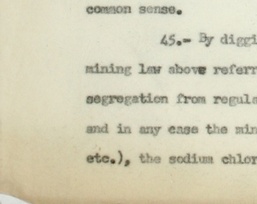 common sense.
45.- By diggi
mining law above referr
segregation from regula
and in any case the min
etc.), the sodium chlor